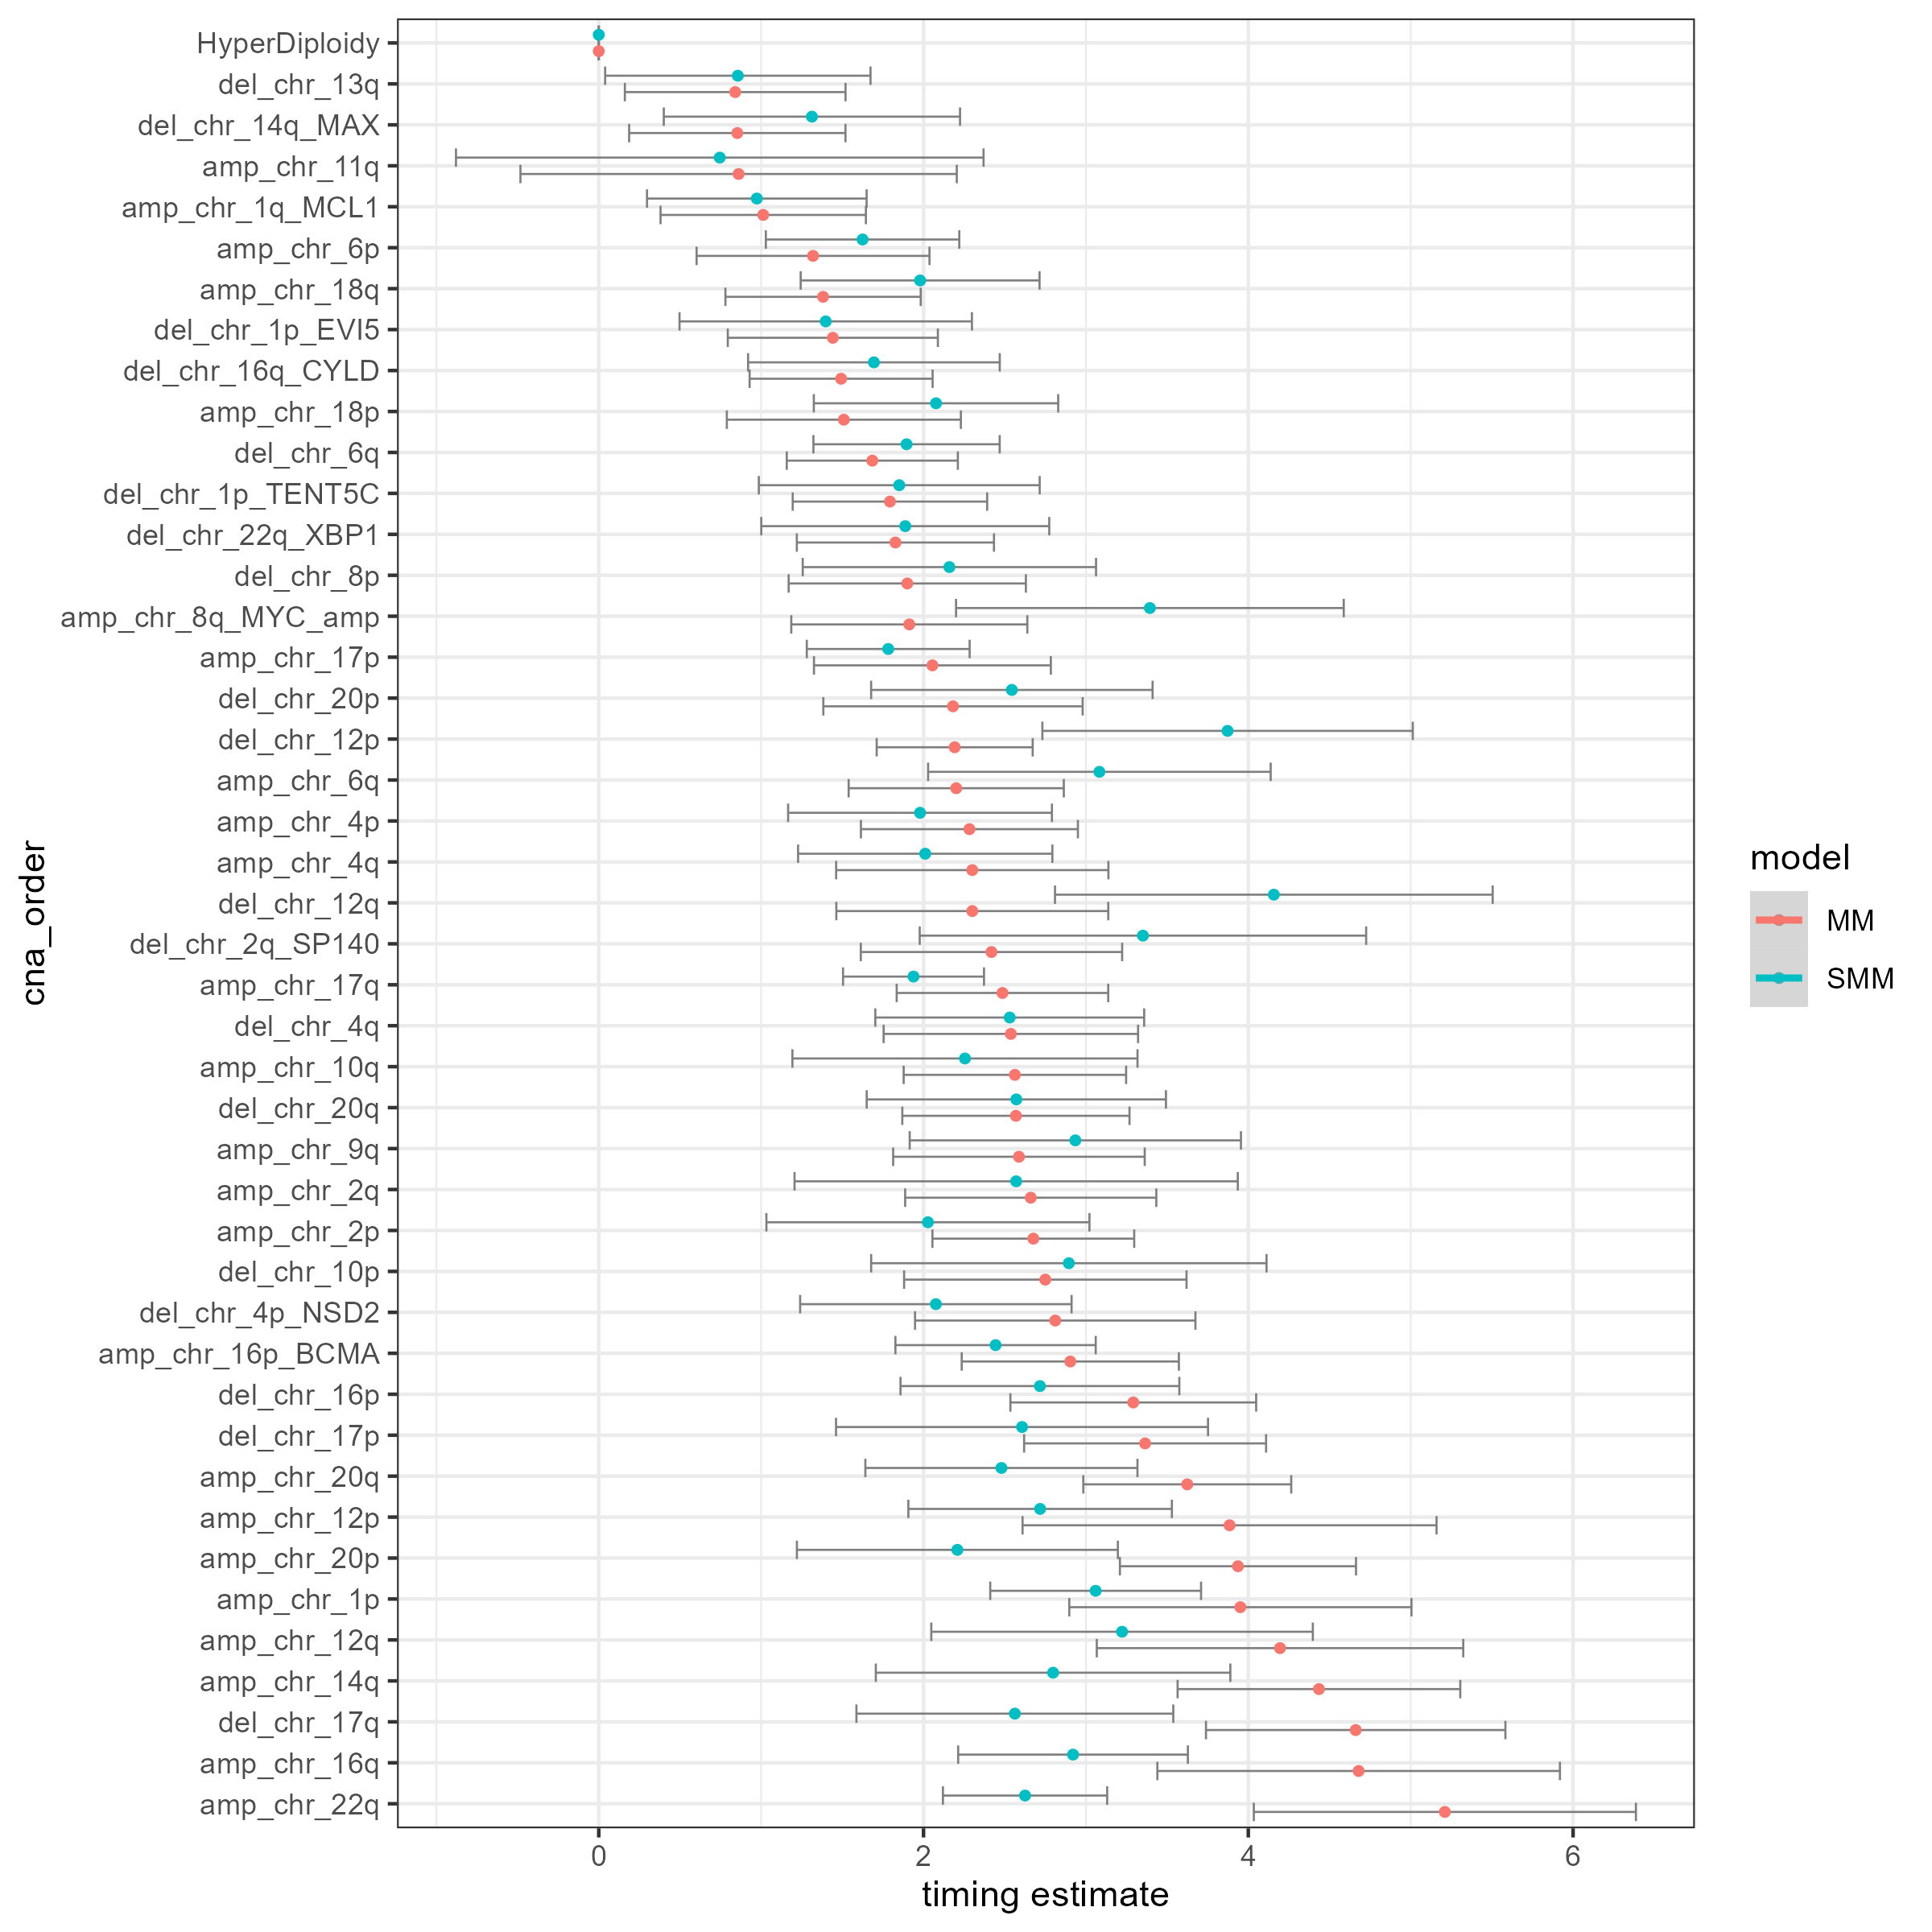 HyperDiploidy
del_chr_13q
del_chr_14q_MAX
amp_chr_11q
amp_chr_1q_MCL1
amp_chr_6p
amp_chr_18q
del_chr_1p_EVI5
del_chr_16q_CYLD
amp_chr_18p
del_chr_6q
del_chr_1p_TENT5C
del_chr_22q_XBP1
del_chr_8p
amp_chr_8q_MYC_amp
amp_chr_17p
del_chr_20p
del_chr_12p
amp_chr_6q
amp_chr_4p
amp_chr_4q
del_chr_12q
del_chr_2q_SP140
amp_chr_17q
del_chr_4q
amp_chr_10q
del_chr_20q
amp_chr_9q
amp_chr_2q
amp_chr_2p
del_chr_10p
del_chr_4p_NSD2
amp_chr_16p_BCMA
del_chr_16p
del_chr_17p
amp_chr_20q
amp_chr_12p
amp_chr_20p
amp_chr_1p
amp_chr_12q
amp_chr_14q
del_chr_17q
amp_chr_16q
amp_chr_22q
cna_order
0 2 4 6
timing estimate
model
MM
SMM